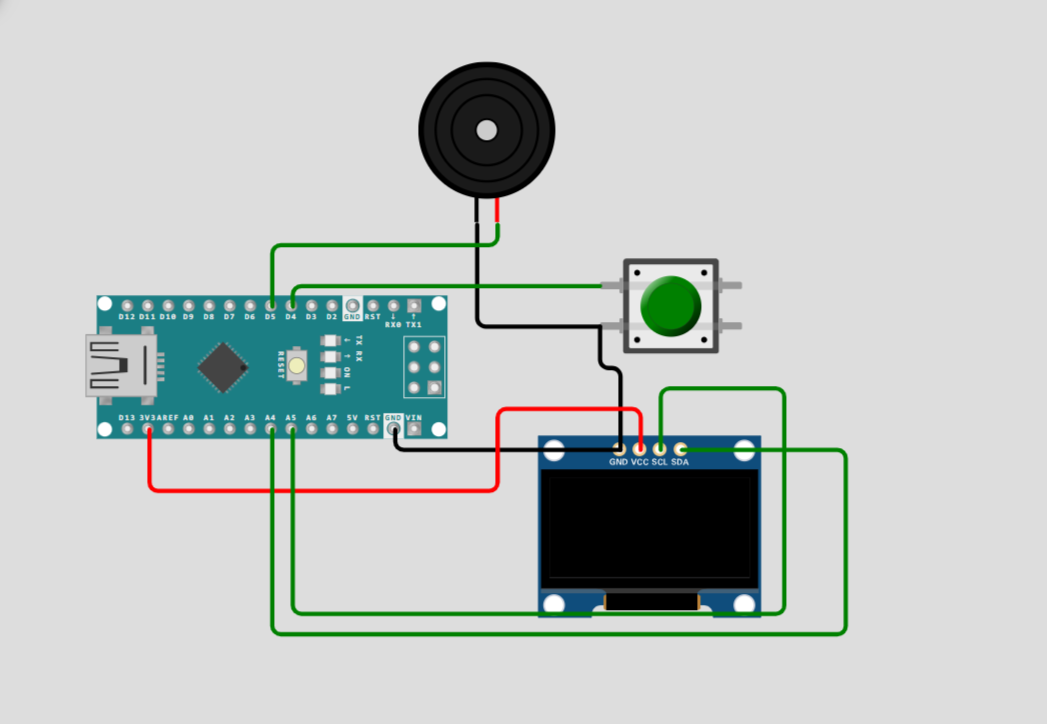 D12 D11 D10 D9 D8 D7 D6 D5 D4 D3 D2 GND RST ↓ ↑
RX0 TX1
RESET
TX
RX
ON
L
↓
↑
D13 3V3 AREF A0 A1 A2 A3 A4 A5 A6 A7 5V RST GND VIN
GND VCC SCL SDA